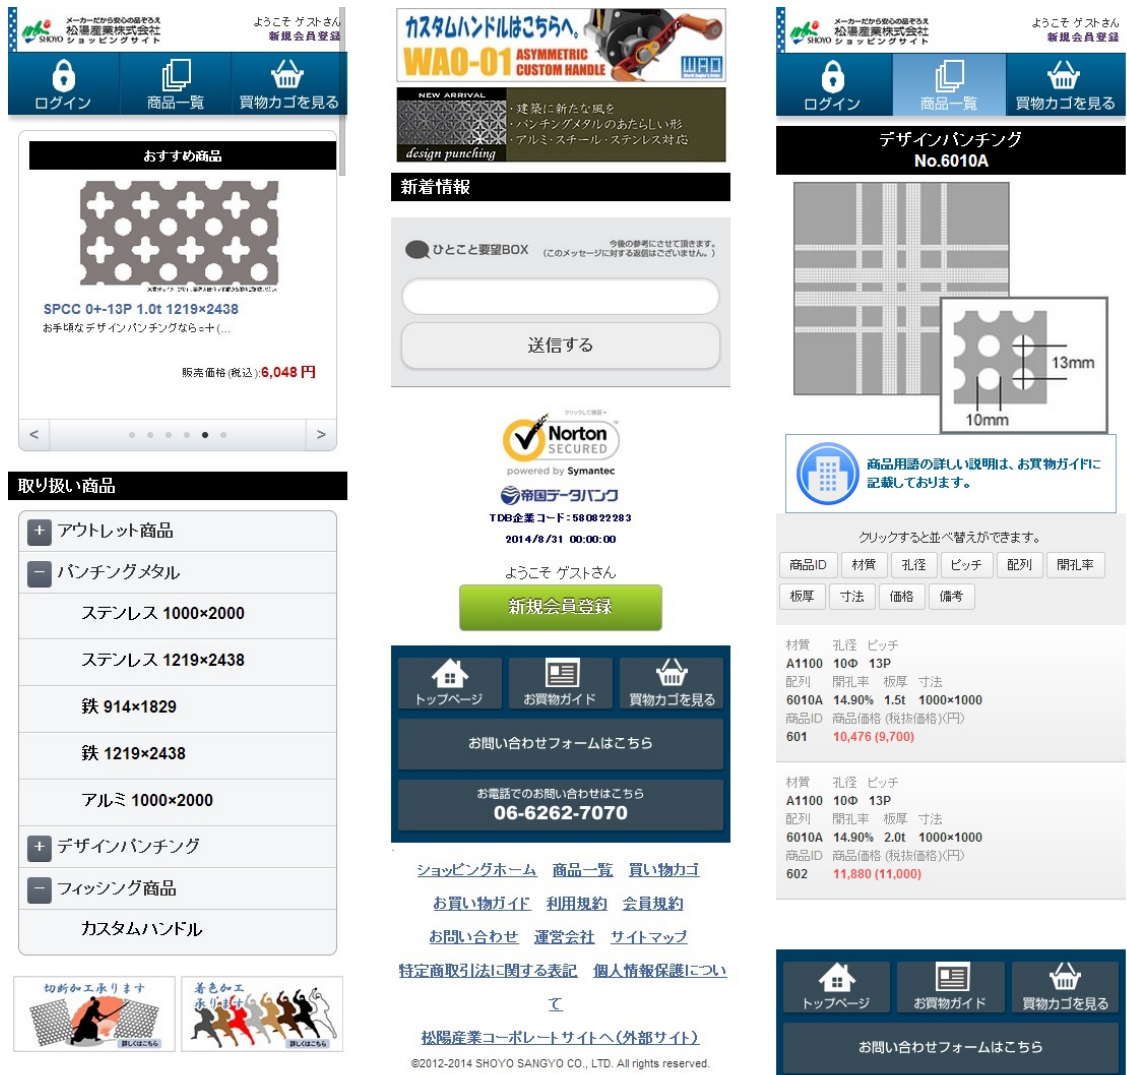 メーカーだから安心の品ぞろえ
松陽産業株式会社
SHOYO ショッピングサイト
ようこそ ゲストさん
新規会員登録
ログイン
商品一覧
買物カゴを見る
おすすめ商品
SPCC 0+-13P 1.0t 1219×2438
お手頃なデザインパンチングなら○十(...
販売価格(税込):6,048 円
<
>
取り扱い商品
+ アウトレット商品
− パンチングメタル
ステンレス 1000×2000
ステンレス 1219×2438
鉄 914×1829
鉄 1219×2438
アルミ 1000×2000
+ デザインパンチング
− フィッシング商品
カスタムハンドル
切断加工承ります
詳しくはこちら
着色加工
承ります
詳しくはこちら
カスタムハンドルはこちらへ。
WAO-01 ASYMMETRIC
CUSTOM HANDLE
WAO
NEW ARRIVAL
design punching
・建築に新たな風を
・パンチングメタルのあたらしい形
・アルミ・スチール・ステンレス対応
新着情報
ひとこと要望BOX
今後の参考にさせて頂きます。
(このメッセージに対する返信はございません。)
送信する
クリックして検証
Norton
SECURED
powered by Symantec
帝国データバンク
TDB企業コード:580822283
2014/8/31 00:00:00
ようこそ ゲストさん
新規会員登録
トップページ
お買物ガイド
買物カゴを見る
お問い合わせフォームはこちら
お電話でのお問い合わせはこちら
06-6262-7070
ショッピングホーム 商品一覧 買い物カゴ
お買い物ガイド 利用規約 会員規約
お問い合わせ 運営会社 サイトマップ
特定商取引法に関する表記 個人情報保護につい
て
松陽産業コーポレートサイトへ(外部サイト)
©2012-2014 SHOYO SANGYO CO., LTD. All rights reserved.
メーカーだから安心の品ぞろえ
松陽産業株式会社
SHOYO ショッピングサイト
ようこそ ゲストさん
新規会員登録
ログイン
商品一覧
買物カゴを見る
デザインパンチング
No.6010A
13mm
10mm
商品用語の詳しい説明は、お買物ガイドに
記載しております。
クリックすると並べ替えができます。
商品ID 材質 孔径 ピッチ 配列 開孔率
板厚 寸法 価格 備考
材質 孔径 ピッチ
A1100 10Φ 13P
配列 開孔率 板厚 寸法
6010A 14.90% 1.5t 1000×1000
商品ID 商品価格(税抜価格)(円)
601 10,476 (9,700)
材質 孔径 ピッチ
A1100 10Φ 13P
配列 開孔率 板厚 寸法
6010A 14.90% 2.0t 1000×1000
商品ID 商品価格(税抜価格)(円)
602 11,880 (11,000)
トップページ
お買物ガイド
買物カゴを見る
お問い合わせフォームはこちら